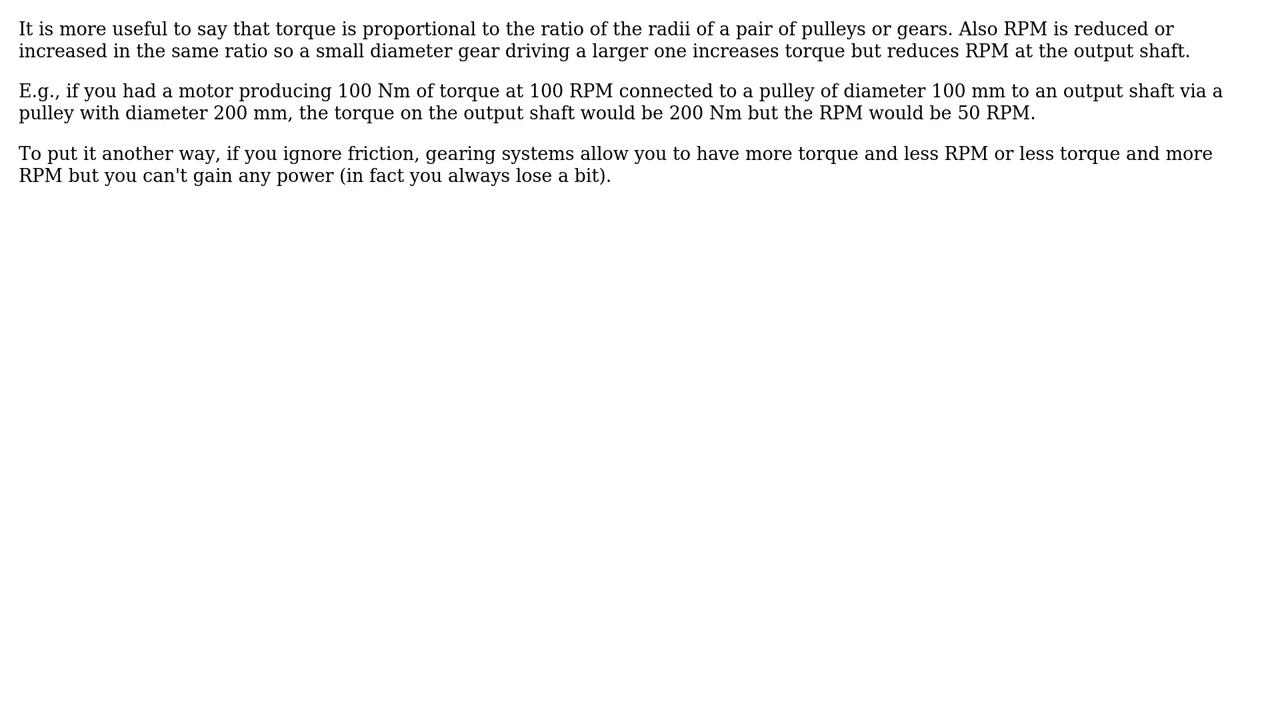 It is more useful to say that torque is proportional to the ratio of the radii of a pair of pulleys or gears. Also RPM is reduced or
increased in the same ratio so a small diameter gear driving a larger one increases torque but reduces RPM at the output shaft.
E.g., if you had a motor producing 100 Nm of torque at 100 RPM connected to a pulley of diameter 100 mm to an output shaft via a
pulley with diameter 200 mm, the torque on the output shaft would be 200 Nm but the RPM would be 50 RPM.
To put it another way, if you ignore friction, gearing systems allow you to have more torque and less RPM or less torque and more
RPM but you can't gain any power (in fact you always lose a bit).